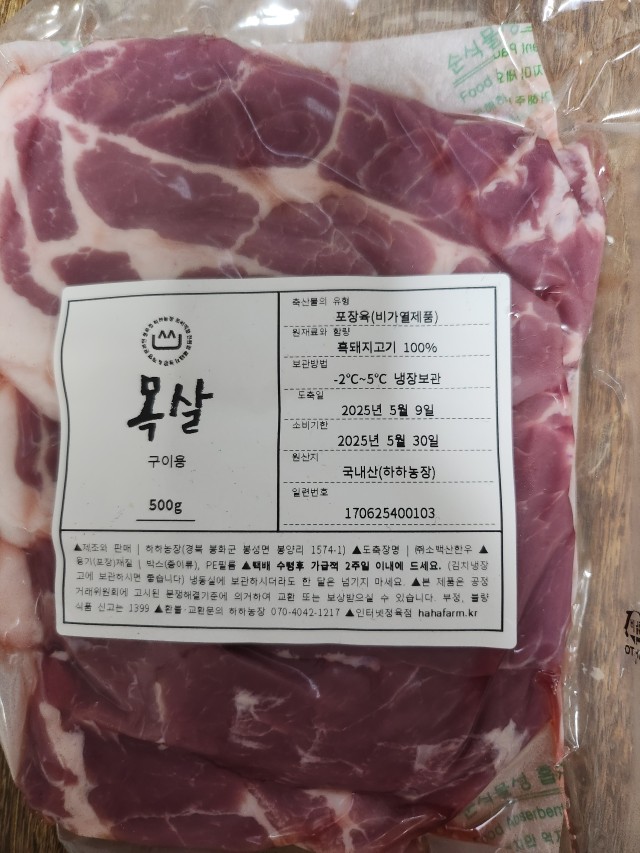 목살
구이용
500g
축산물의 유형
포장육(비가열제품)
원재료와 함량
흑돼지고기 100%
보관방법
-2℃~5℃ 냉장보관
도축일
2025년 5월 9일
소비기한
2025년 5월 30일
원산지
국내산(하하농장)
일련번호
170625400103
▲제조와 판매 | 하하농장(경북 봉화군 봉성면 봉양리 1574-1) ▲도축장명 | ㈜소백산한우 ▲
용기(포장)재질 | 박스(종이류), PE필름 ▲택배 수령후 가급적 2주일 이내에 드세요. (김치냉장
고에 보관하시면 좋습니다) 냉동실에 보관하시더라도 한 달은 넘기지 마세요. ▲본 제품은 공정
거래위원회에 고시된 분쟁해결기준에 의거하여 교환 또는 보상받으실 수 있습니다. 부정, 불량
식품 신고는 1399 ▲환불·교환문의 하하농장 070-4042-1217 ▲인터넷정육점 hahafarm.kr